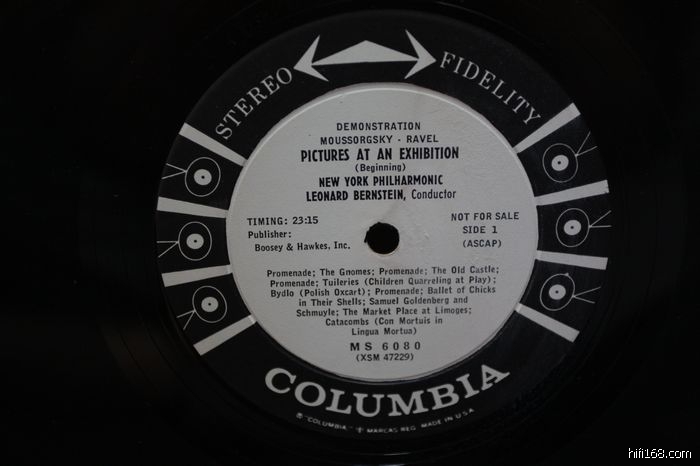 STEREO FIDELITY
DEMONSTRATION
MOUSSORGSKY - RAVEL
PICTURES AT AN EXHIBITION
(Beginning)
NEW YORK PHILHARMONIC
LEONARD BERNSTEIN, Conductor
TIMING: 23:15
Publisher:
Boosey & Hawkes, Inc.
NOT FOR SALE
SIDE 1
(ASCAP)
Promenade; The Gnomes; Promenade; The Old Castle;
Promenade; Tuileries (Children Quarreling at Play);
Bydlo (Polish Oxcart); Promenade; Ballet of Chicks
in Their Shells; Samuel Goldenberg and
Schmuyle; The Market Place at Limoges;
Catacombs (Con Mortuis in
Lingua Mortua)
MS 6080
(XSM 47229)
COLUMBIA
® "COLUMBIA" MARCAS REG. MADE IN U.S.A.
hifi168.com